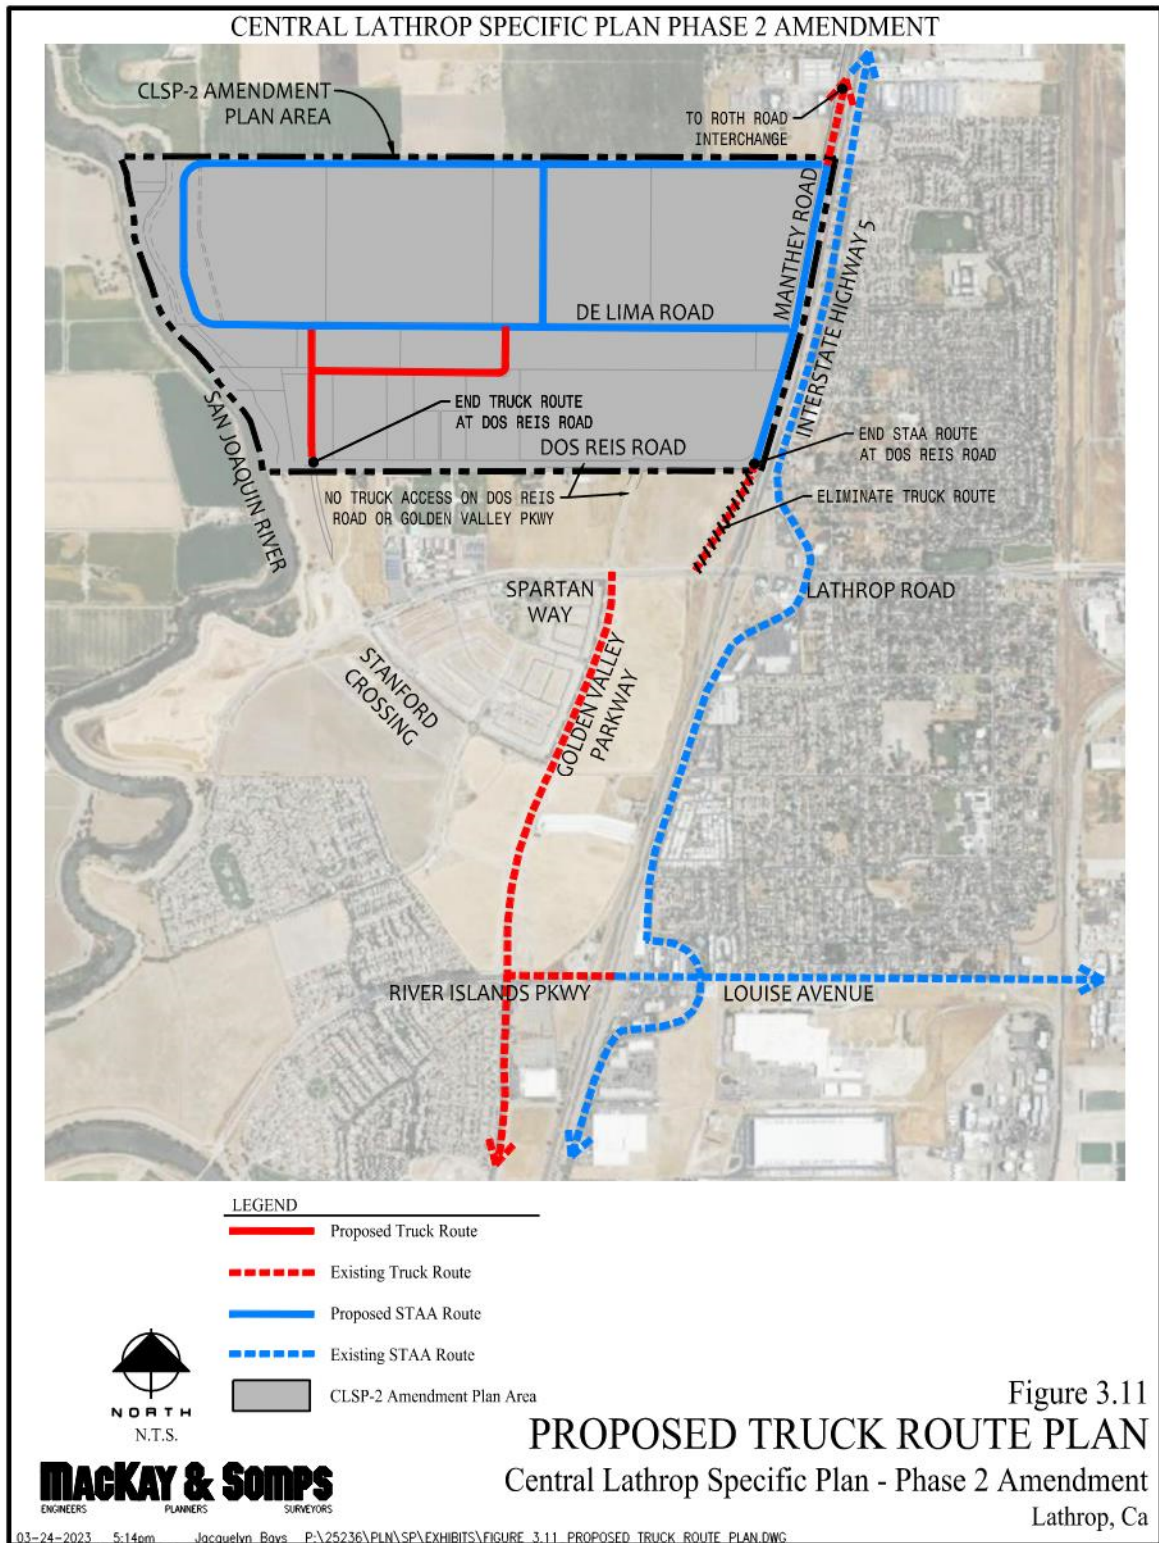 CENTRAL LATHROP SPECIFIC PLAN PHASE 2 AMENDMENT
CLSP-2 AMENDMENT
PLAN AREA
TO ROTH ROAD
INTERCHANGE
MANTHEY ROAD
INTERSTATE HIGHWAY 5
DE LIMA ROAD
SAN JOAQUIN RIVER
END TRUCK ROUTE
AT DOS REIS ROAD
DOS REIS ROAD
END STAA ROUTE
AT DOS REIS ROAD
NO TRUCK ACCESS ON DOS REIS
ROAD OR GOLDEN VALLEY PKWY
ELIMINATE TRUCK ROUTE
SPARTAN
WAY
LATHROP ROAD
STANFORD
CROSSING
GOLDEN VALLEY
PARKWAY
RIVER ISLANDS PKWY
LOUISE AVENUE
LEGEND
Proposed Truck Route
Existing Truck Route
Proposed STAA Route
Existing STAA Route
CLSP-2 Amendment Plan Area
NORTH
N.T.S.
Figure 3.11
PROPOSED TRUCK ROUTE PLAN
Central Lathrop Specific Plan - Phase 2 Amendment
Lathrop, Ca
MACKAY & SOMPS
ENGINEERS PLANNERS SURVEYORS
03-24-2023 5:14pm Jacquelyn Bays P:\25236\PLN\SP\EXHIBITS\FIGURE 3.11 PROPOSED TRUCK ROUTE PLAN.DWG